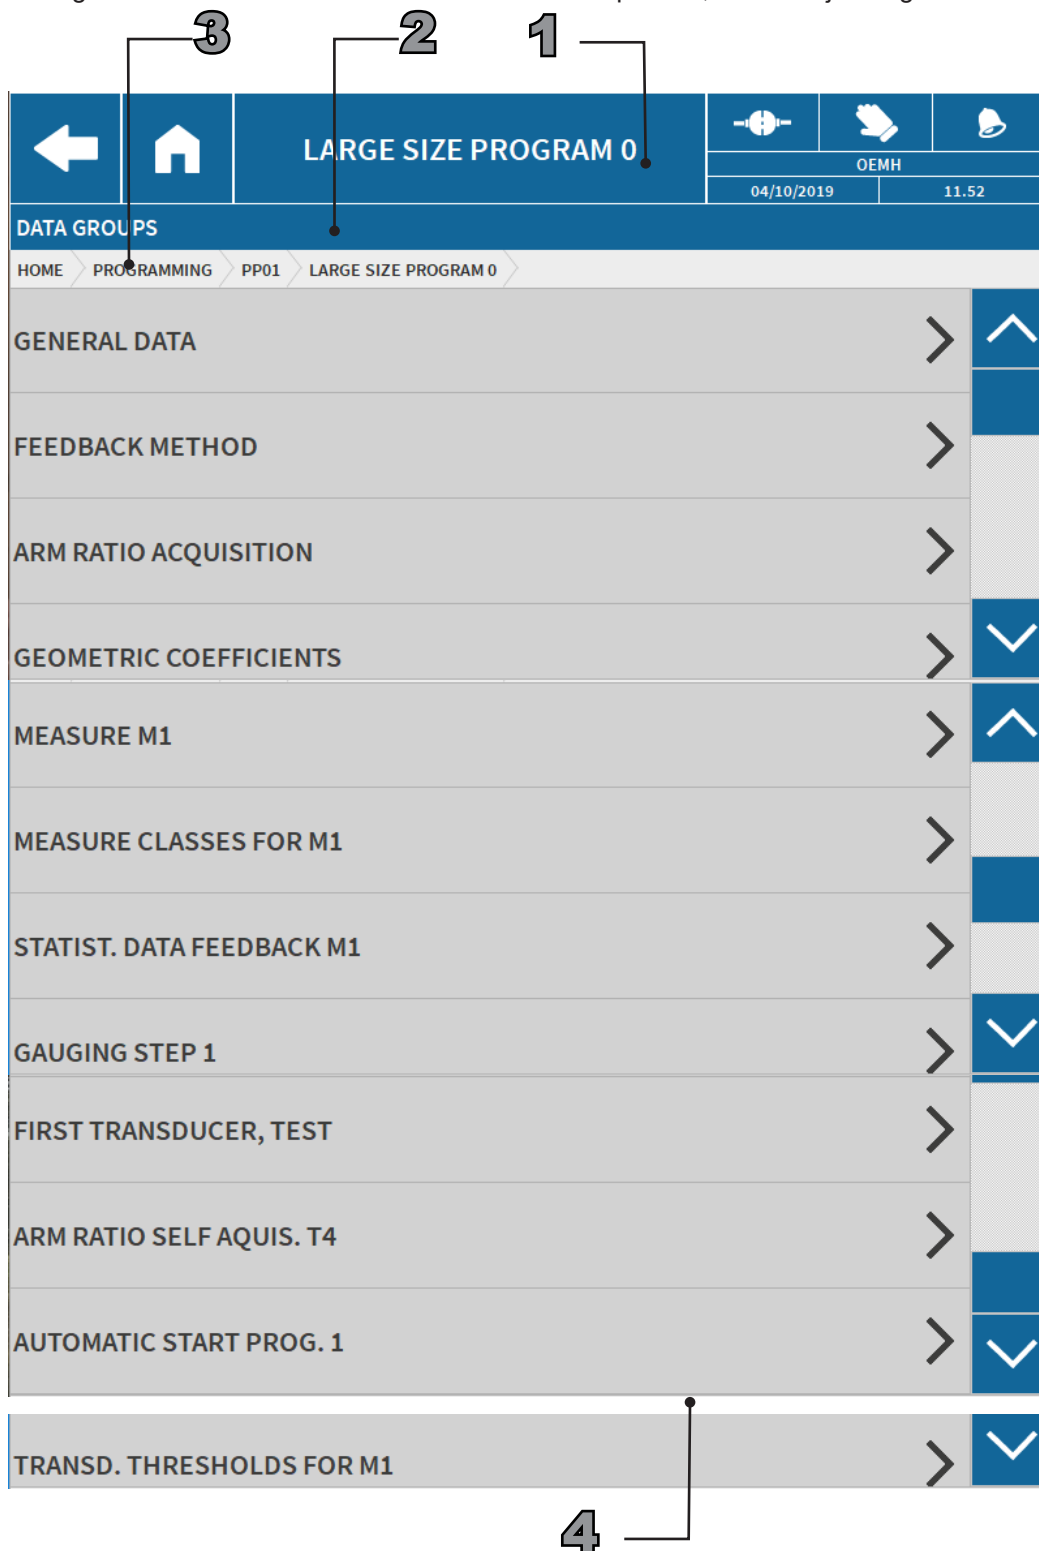 3 2 1
LARGE SIZE PROGRAM 0
OEMH
04/10/2019 11.52
DATA GROUPS
HOME PROGRAMMING PP01 LARGE SIZE PROGRAM 0
GENERAL DATA
FEEDBACK METHOD
ARM RATIO ACQUISITION
GEOMETRIC COEFFICIENTS
MEASURE M1
MEASURE CLASSES FOR M1
STATIST. DATA FEEDBACK M1
GAUGING STEP 1
FIRST TRANSDUCER, TEST
ARM RATIO SELF AQUIS. T4
AUTOMATIC START PROG. 1
TRANSD. THRESHOLDS FOR M1
4